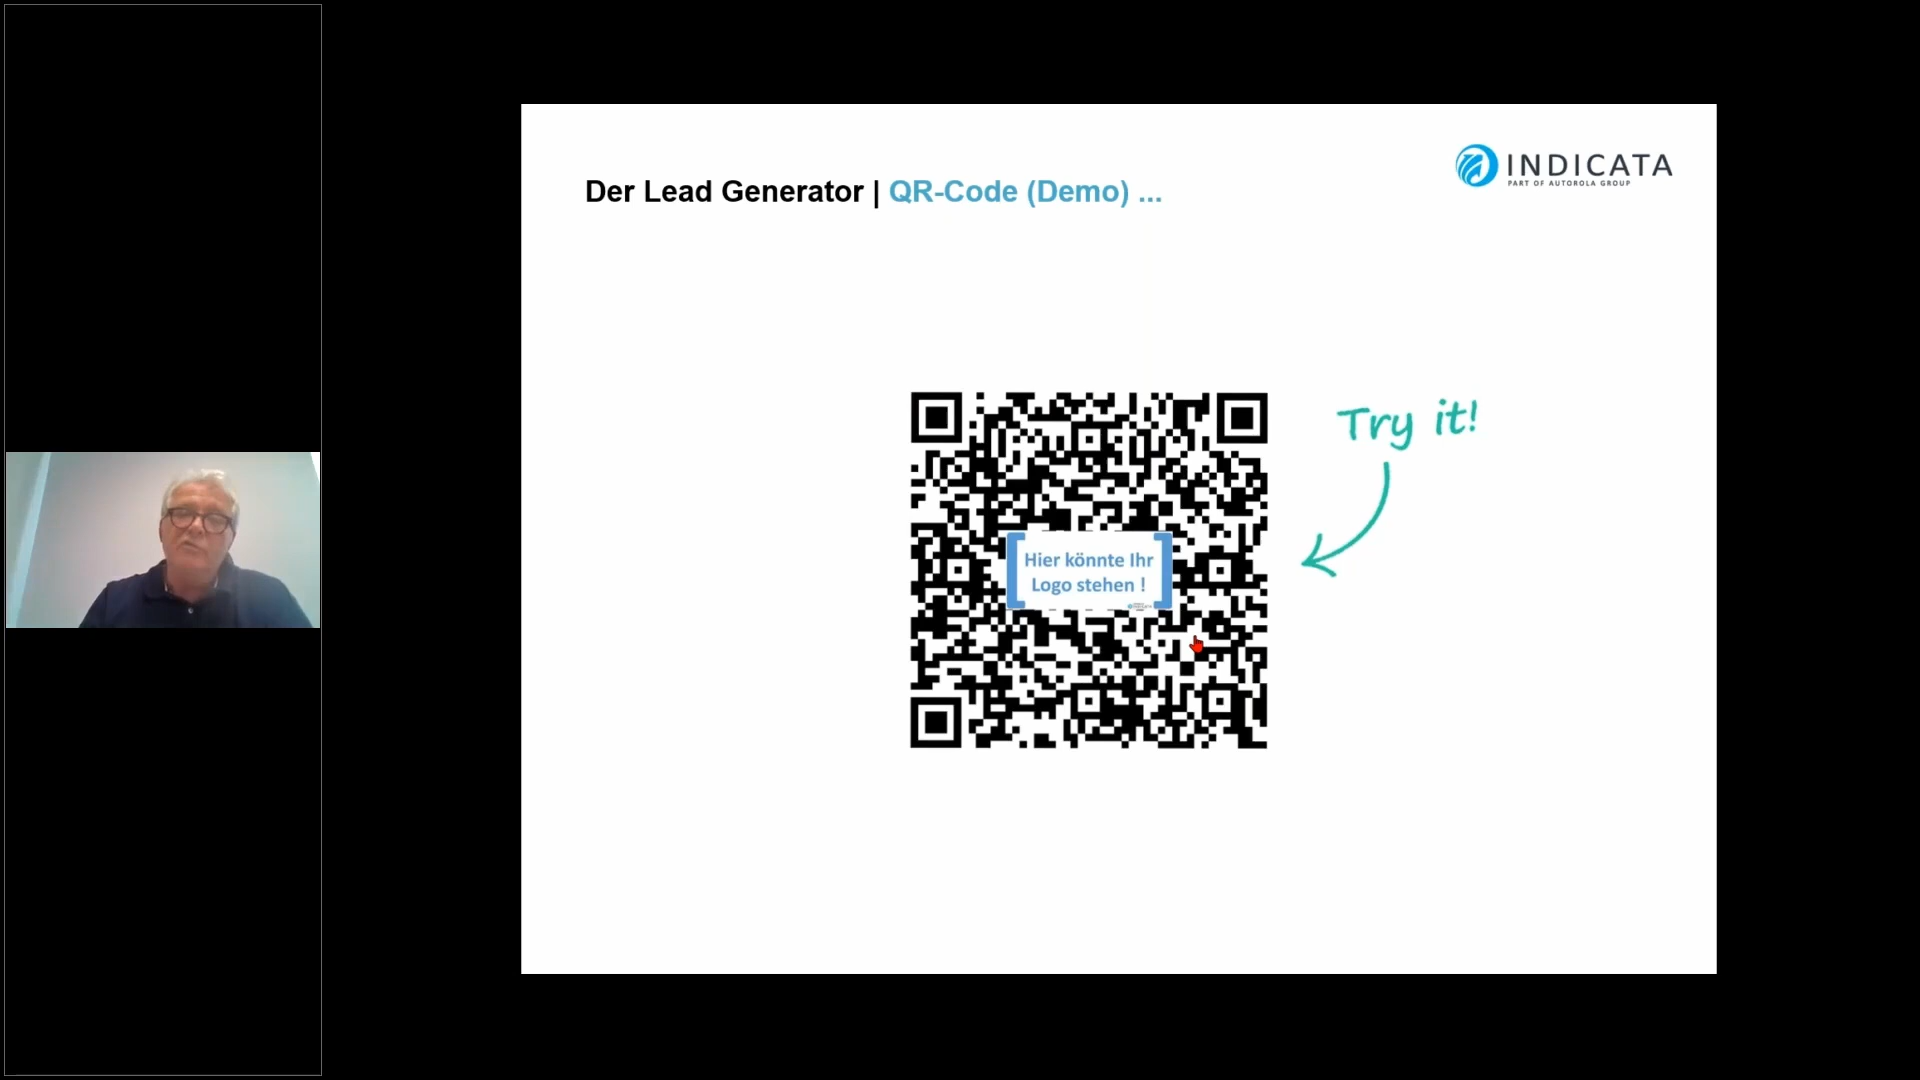 Der Lead Generator | QR-Code (Demo) ...
INDICATA
PART OF AUTOROLA GROUP
Try it!
Hier könnte Ihr
Logo stehen !